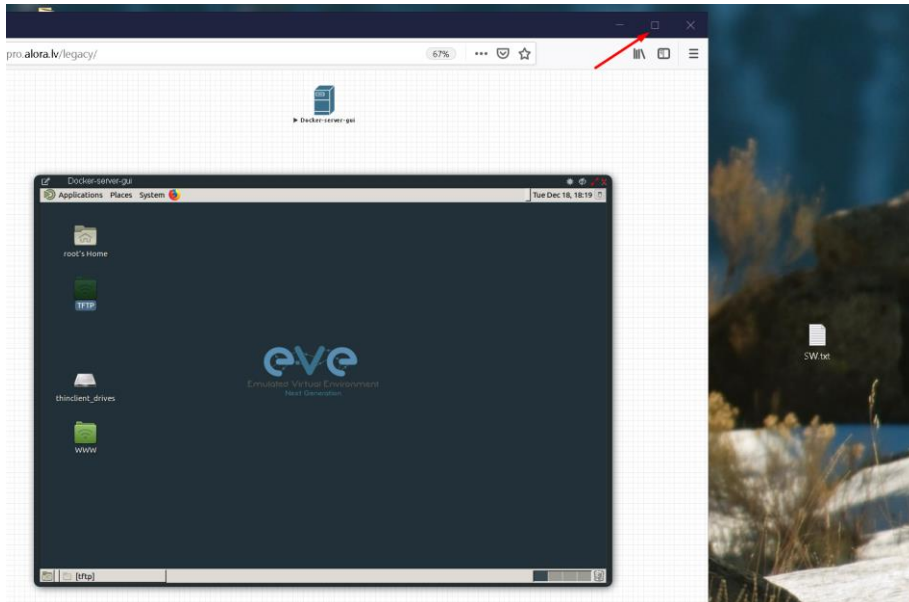 pro.alora.lv/legacy/
67%
Docker-server-gui
Docker-server-gui
Applications Places System
Tue Dec 18, 18:19
root's Home
TFTP
eve
Emulated Virtual Environment
Next Generation
thinclient_drives
WWW
[tftp]
SW.txt